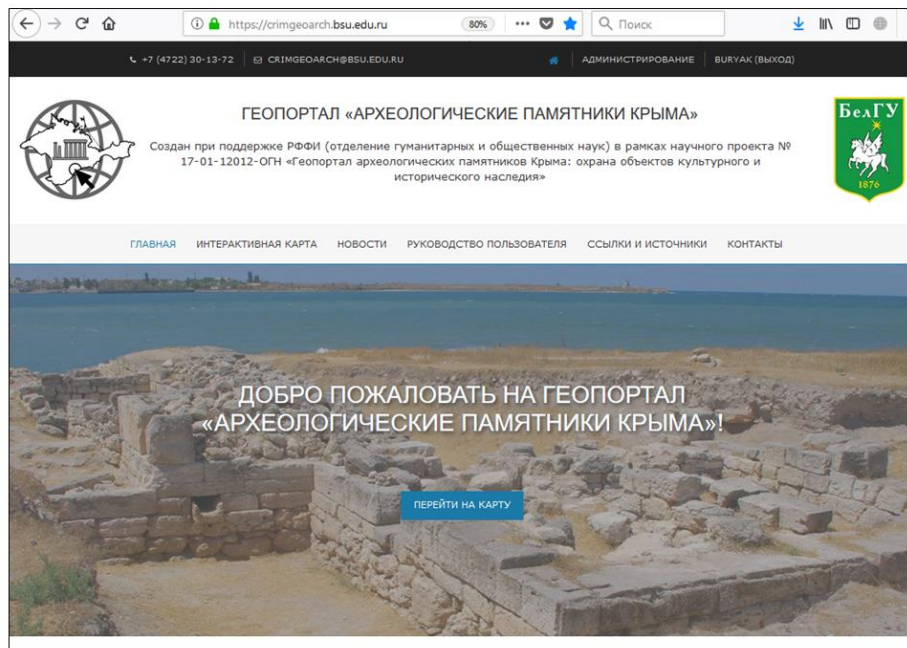 https://crimgeoarch.bsu.edu.ru
80%
Поиск
+7 (4722) 30-13-72
CRIMGEOARCH@BSU.EDU.RU
АДМИНИСТРИРОВАНИЕ
BURYAK (ВЫХОД)
ГЕОПОРТАЛ «АРХЕОЛОГИЧЕСКИЕ ПАМЯТНИКИ КРЫМА»
Создан при поддержке РФФИ (отделение гуманитарных и общественных наук) в рамках научного проекта №
17-01-12012-ОГН «Геопортал археологических памятников Крыма: охрана объектов культурного и
исторического наследия»
БелГУ
1876
ГЛАВНАЯ
ИНТЕРАКТИВНАЯ КАРТА
НОВОСТИ
РУКОВОДСТВО ПОЛЬЗОВАТЕЛЯ
ССЫЛКИ И ИСТОЧНИКИ
КОНТАКТЫ
ДОБРО ПОЖАЛОВАТЬ НА ГЕОПОРТАЛ
«АРХЕОЛОГИЧЕСКИЕ ПАМЯТНИКИ КРЫМА»!
ПЕРЕЙТИ НА КАРТУ